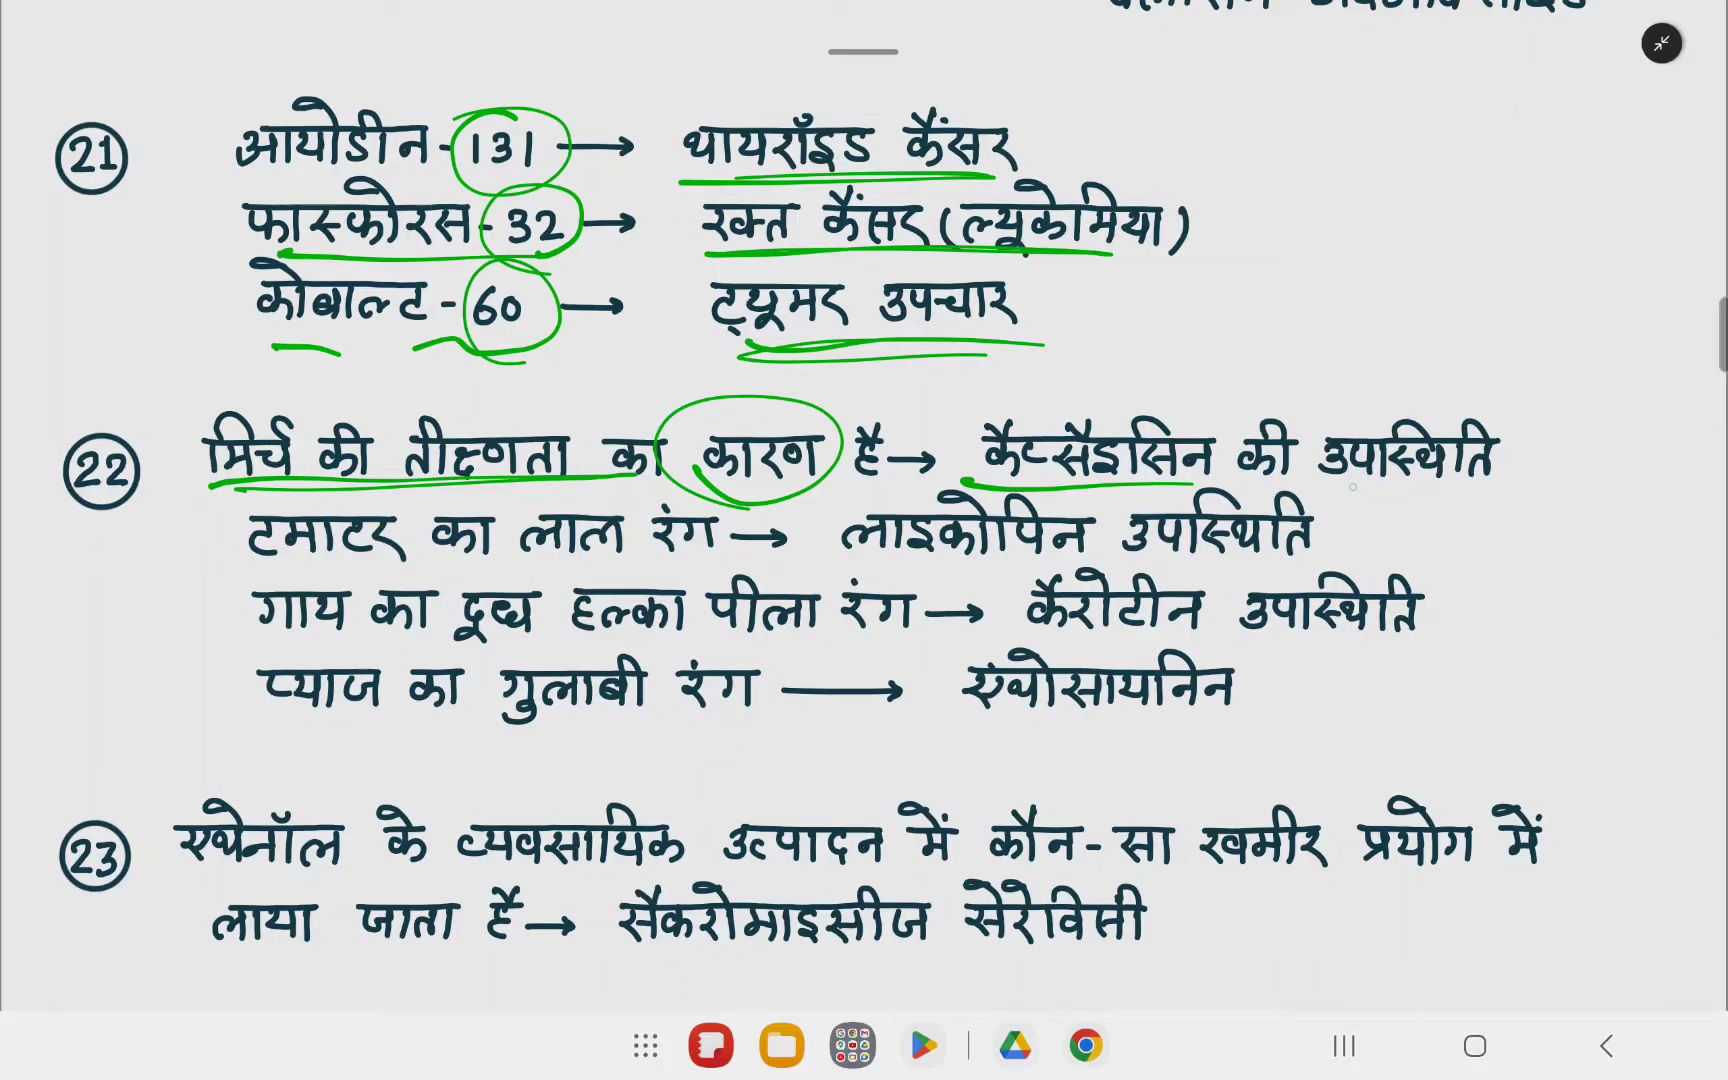 21 आयोडीन-131 → थायरॉइड कैंसर
फास्फोरस-32 → रक्त कैंसर (ल्यूकेमिया)
कोबाल्ट-60 → ट्यूमर उपचार
22 मिर्च की तीक्ष्णता का कारण है → कैप्सैइसिन की उपस्थिति
टमाटर का लाल रंग → लाइकोपिन उपस्थिति
गाय का दूध हल्का पीला रंग → कैरोटीन उपस्थिति
प्याज का गुलाबी रंग → एंथोसायनिन
23 एथेनॉल के व्यवसायिक उत्पादन में कौन-सा खमीर प्रयोग में
लाया जाता है → सैकरोमाइसीज सेरेविसी